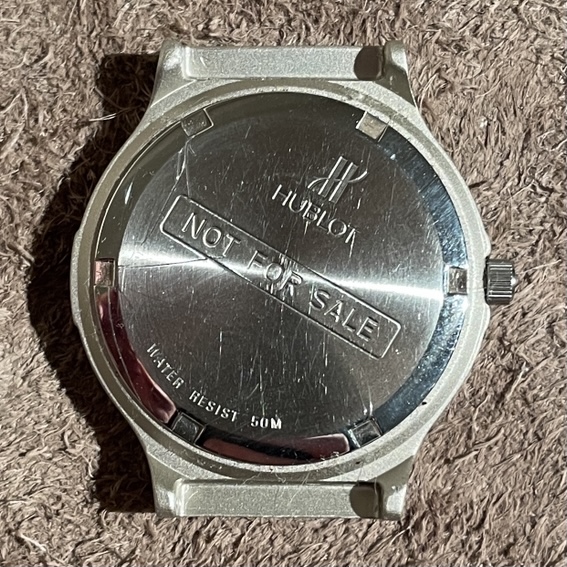 HUBLOT
NOT FOR SALE
WATER RESIST 50M